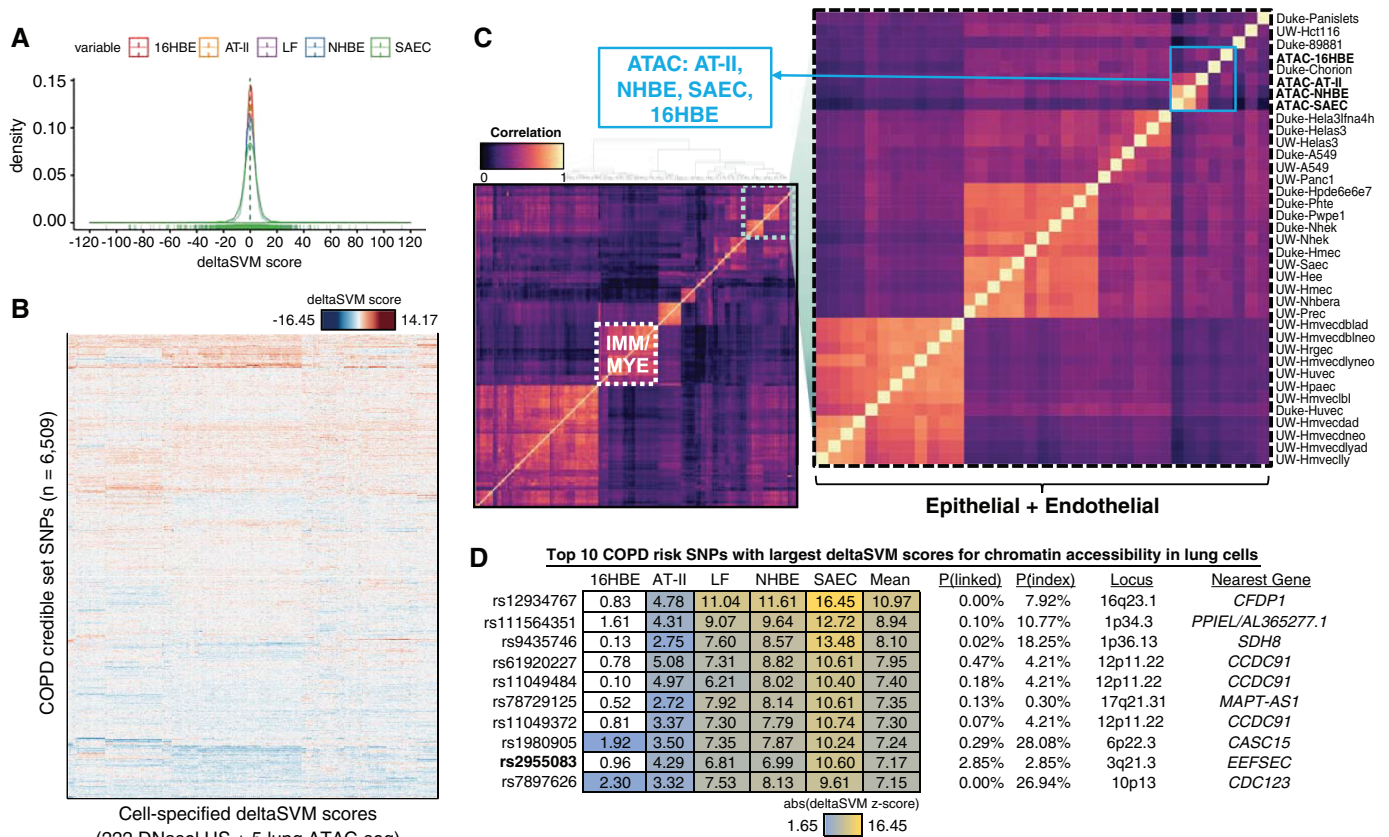 A
variable 16HBE AT-II LF NHBE SAEC
density
0.15
0.10
0.05
0.00
-120 -100 -80 -60 -40 -20 0 20 40 60 80 100 120
deltaSVM score
B
deltaSVM score
-16.45 14.17
COPD credible set SNPs (n = 6,509)
Cell-specified deltaSVM scores
C
ATAC: AT-II,
NHBE, SAEC,
16HBE
Correlation
0 1
IMM/
MYE
Duke-Panislets
UW-Hct116
Duke-89881
ATAC-16HBE
Duke-Chorion
ATAC-AT-II
ATAC-NHBE
ATAC-SAEC
Duke-Hela3Ifna4h
Duke-Helas3
UW-Helas3
Duke-A549
UW-A549
UW-Panc1
Duke-Hpde6e6e7
Duke-Phte
Duke-Pwpe1
Duke-Nhek
UW-Nhek
Duke-Hmec
UW-Saec
UW-Hee
UW-Hmec
UW-Nhbera
UW-Prec
UW-Hmvecdblad
UW-Hmvecdblneo
UW-Hrgec
UW-Hmvecdlyneo
UW-Huvec
UW-Hpaec
UW-Hmveclbl
Duke-Huvec
UW-Hmvecdad
UW-Hmvecdneo
UW-Hmvecdlyad
UW-Hmveclly
Epithelial + Endothelial
D
Top 10 COPD risk SNPs with largest deltaSVM scores for chromatin accessibility in lung cells
16HBE AT-II LF NHBE SAEC Mean P(linked) P(index) Locus Nearest Gene
rs12934767 0.83 4.78 11.04 11.61 16.45 10.97 0.00% 7.92% 16q23.1 CFDP1
rs111564351 1.61 4.31 9.07 9.64 12.72 8.94 0.10% 10.77% 1p34.3 PPIEL/AL365277.1
rs9435746 0.13 2.75 7.60 8.57 13.48 8.10 0.02% 18.25% 1p36.13 SDH8
rs61920227 0.78 5.08 7.31 8.82 10.61 7.95 0.47% 4.21% 12p11.22 CCDC91
rs11049484 0.10 4.97 6.21 8.02 10.40 7.40 0.18% 4.21% 12p11.22 CCDC91
rs78729125 0.52 2.72 7.92 8.14 10.61 7.35 0.13% 0.30% 17q21.31 MAPT-AS1
rs11049372 0.81 3.37 7.30 7.79 10.74 7.30 0.07% 4.21% 12p11.22 CCDC91
rs1980905 1.92 3.50 7.35 7.87 10.24 7.24 0.29% 28.08% 6p22.3 CASC15
rs2955083 0.96 4.29 6.81 6.99 10.60 7.17 2.85% 2.85% 3q21.3 EEFSEC
rs7897626 2.30 3.32 7.53 8.13 9.61 7.15 0.00% 26.94% 10p13 CDC123
abs(deltaSVM z-score)
1.65 16.45